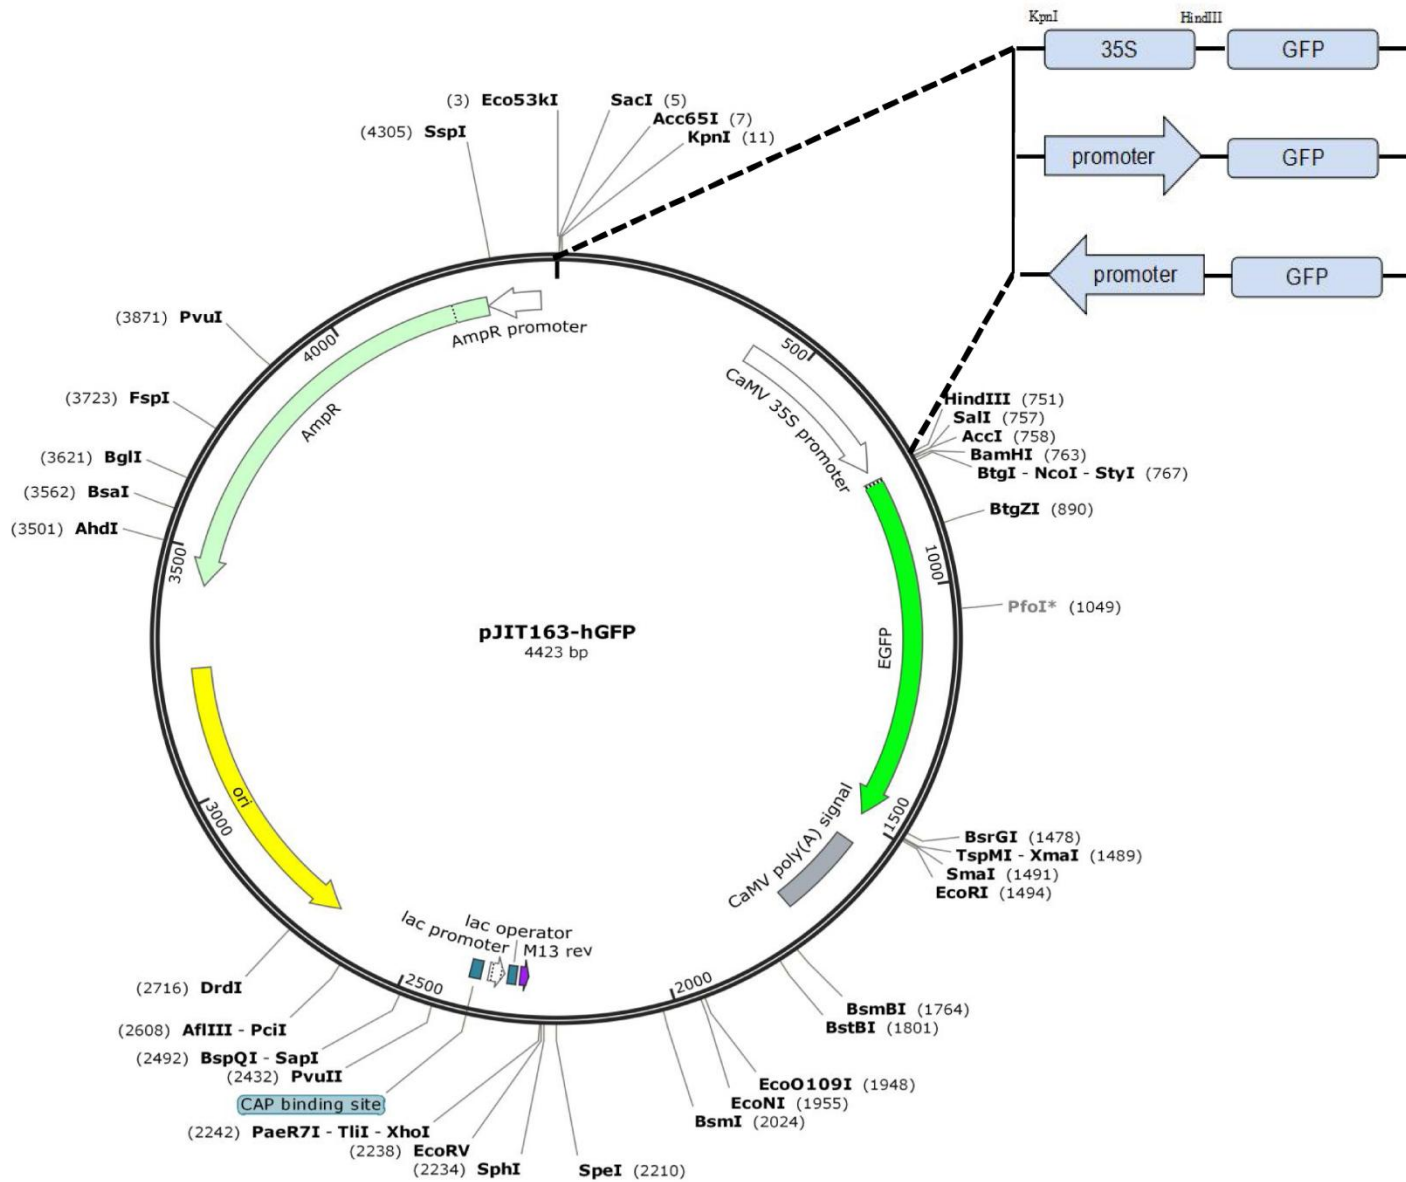 KpnI HindIII
35S GFP
promoter GFP
promoter GFP
(3) Eco53kI
SacI (5)
(4305) SspI
Acc65I (7)
KpnI (11)
AmpR promoter
(3871) PvuI
4000
500
CaMV 35S promoter
(3723) FspI
AmpR
HindIII (751)
SalI (757)
AccI (758)
(3621) BglI
BamHI (763)
BtgI - NcoI - StyI (767)
(3562) BsaI
BtgZI (890)
(3501) AhdI
3500
1000
PfoI* (1049)
pJIT163-hGFP
4423 bp
EGFP
ori
3000
1500
CaMV poly(A) signal
BsrGI (1478)
TspMI - XmaI (1489)
SmaI (1491)
EcoRI (1494)
lac promoter
lac operator
M13 rev
2500
2000
(2716) DrdI
BsmBI (1764)
(2608) AflIII - PciI
BstBI (1801)
(2492) BspQI - SapI
(2432) PvuII
EcoO109I (1948)
CAP binding site
EcoNI (1955)
(2242) PaeR7I - TliI - XhoI
BsmI (2024)
(2238) EcoRV
(2234) SphI
SpeI (2210)